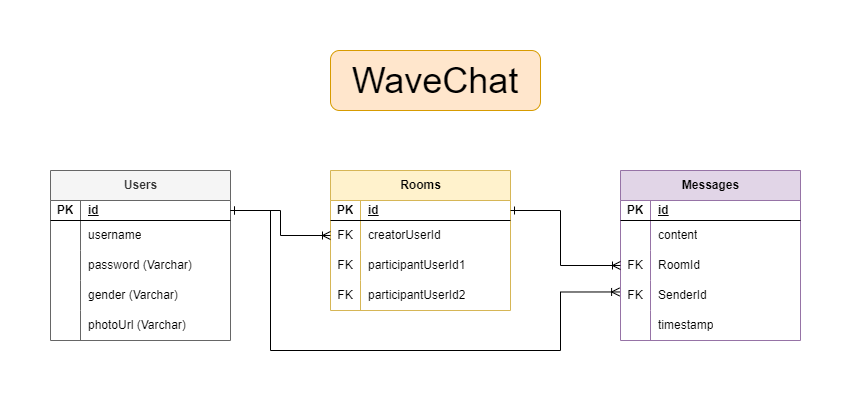 WaveChat
Users
PK id
username
password (Varchar)
gender (Varchar)
photoUrl (Varchar)
Rooms
PK id
FK creatorUserId
FK participantUserId1
FK participantUserId2
Messages
PK id
content
FK RoomId
FK SenderId
timestamp